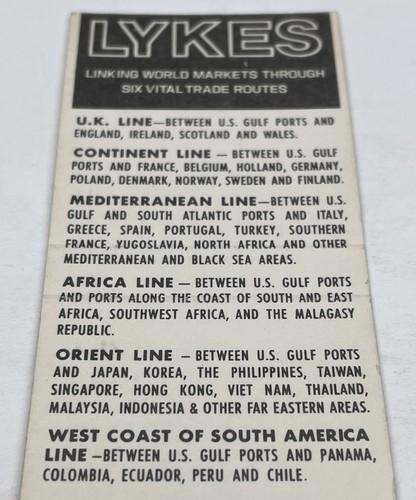 LYKES
LINKING WORLD MARKETS THROUGH
SIX VITAL TRADE ROUTES
U.K. LINE—BETWEEN U.S. GULF PORTS AND
ENGLAND, IRELAND, SCOTLAND AND WALES.
CONTINENT LINE — BETWEEN U.S. GULF
PORTS AND FRANCE, BELGIUM, HOLLAND, GERMANY,
POLAND, DENMARK, NORWAY, SWEDEN AND FINLAND.
MEDITERRANEAN LINE—BETWEEN U.S.
GULF AND SOUTH ATLANTIC PORTS AND ITALY,
GREECE, SPAIN, PORTUGAL, TURKEY, SOUTHERN
FRANCE, YUGOSLAVIA, NORTH AFRICA AND OTHER
MEDITERRANEAN AND BLACK SEA AREAS.
AFRICA LINE — BETWEEN U.S. GULF PORTS
AND PORTS ALONG THE COAST OF SOUTH AND EAST
AFRICA, SOUTHWEST AFRICA, AND THE MALAGASY
REPUBLIC.
ORIENT LINE — BETWEEN U.S. GULF PORTS
AND JAPAN, KOREA, THE PHILIPPINES, TAIWAN,
SINGAPORE, HONG KONG, VIET NAM, THAILAND,
MALAYSIA, INDONESIA & OTHER FAR EASTERN AREAS.
WEST COAST OF SOUTH AMERICA
LINE —BETWEEN U.S. GULF PORTS AND PANAMA,
COLOMBIA, ECUADOR, PERU AND CHILE.